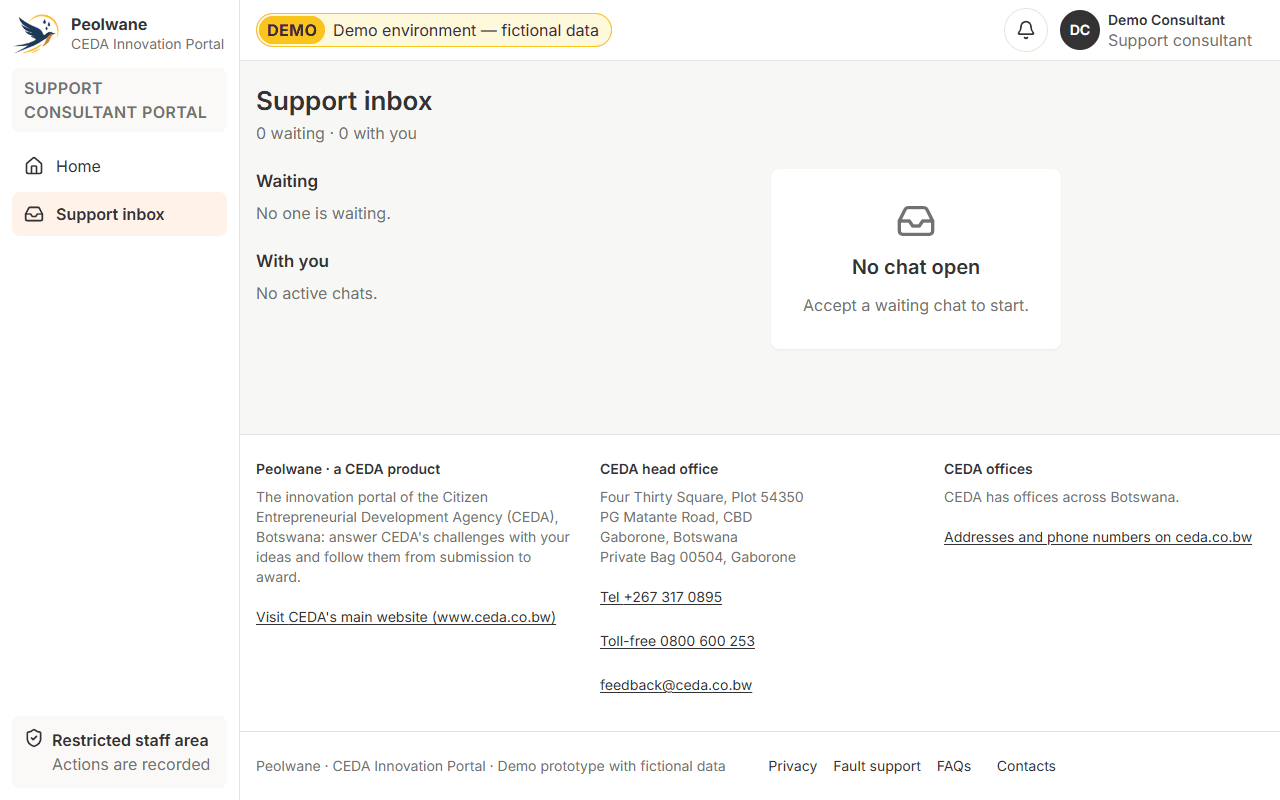 Peolwane
CEDA Innovation Portal
SUPPORT
CONSULTANT PORTAL
Home
Support inbox
Restricted staff area
Actions are recorded
DEMO Demo environment — fictional data
DC
Demo Consultant
Support consultant
Support inbox
0 waiting · 0 with you
Waiting
No one is waiting.
With you
No active chats.
No chat open
Accept a waiting chat to start.
Peolwane · a CEDA product
The innovation portal of the Citizen
Entrepreneurial Development Agency (CEDA),
Botswana: answer CEDA's challenges with your
ideas and follow them from submission to
award.
Visit CEDA's main website (www.ceda.co.bw)
CEDA head office
Four Thirty Square, Plot 54350
PG Matante Road, CBD
Gaborone, Botswana
Private Bag 00504, Gaborone
Tel +267 317 0895
Toll-free 0800 600 253
feedback@ceda.co.bw
CEDA offices
CEDA has offices across Botswana.
Addresses and phone numbers on ceda.co.bw
Peolwane · CEDA Innovation Portal · Demo prototype with fictional data
Privacy Fault support FAQs Contacts